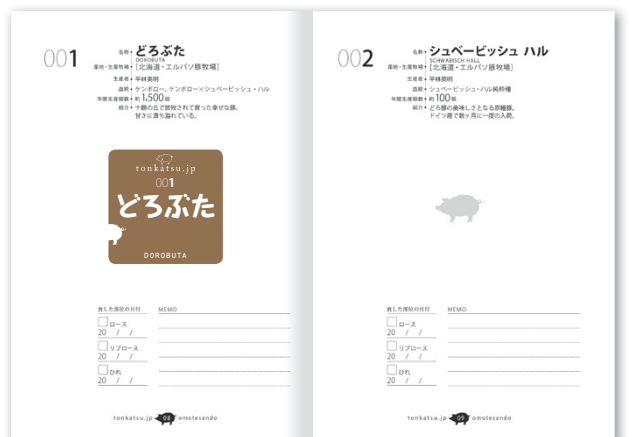 001
名称・どろぶた
DOROBUTA
産地・生産牧場・[北海道・エルパソ豚牧場]
生産者・平林英明
血統・ケンボロー、ケンボロー×シュベービッシュ・ハル
年間生産頭数・約1,500頭
紹介・十勝の丘で放牧されて育った幸せな豚。
甘さに満ち溢れている。
tonkatsu.jp
001
どろぶた
DOROBUTA
食した部位の日付 MEMO
ロース
20 / /
リブロース
20 / /
ひれ
20 / /
tonkatsu.jp 08 omotesando
002
名称・シュベービッシュ ハル
SCHWABISCH HALL
産地・生産牧場・[北海道・エルパソ豚牧場]
生産者・平林英明
血統・シュベービッシュ・ハル純粋種
年間生産頭数・約100頭
紹介・どろ豚の美味しさとなる原種豚。
ドイツ産で数ヶ月に一度の入荷。
食した部位の日付 MEMO
ロース
20 / /
リブロース
20 / /
ひれ
20 / /
tonkatsu.jp 09 omotesando